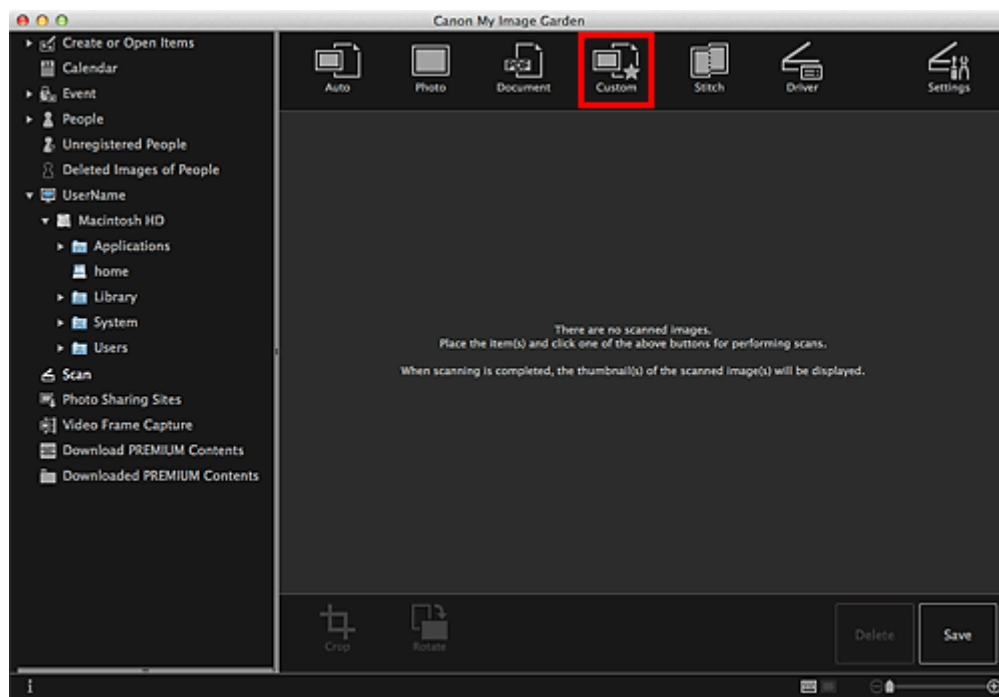 Canon My Image Garden
Create or Open Items
Calendar
Event
People
Unregistered People
Deleted Images of People
UserName
Macintosh HD
Applications
home
Library
System
Users
Scan
Photo Sharing Sites
Video Frame Capture
Download PREMIUM Contents
Downloaded PREMIUM Contents
Auto
Photo
PDF
Document
Custom
Stitch
Driver
Settings
There are no scanned images.
Place the item(s) and click one of the above buttons for performing scans.
When scanning is completed, the thumbnail(s) of the scanned image(s) will be displayed.
Crop
Rotate
Delete
Save